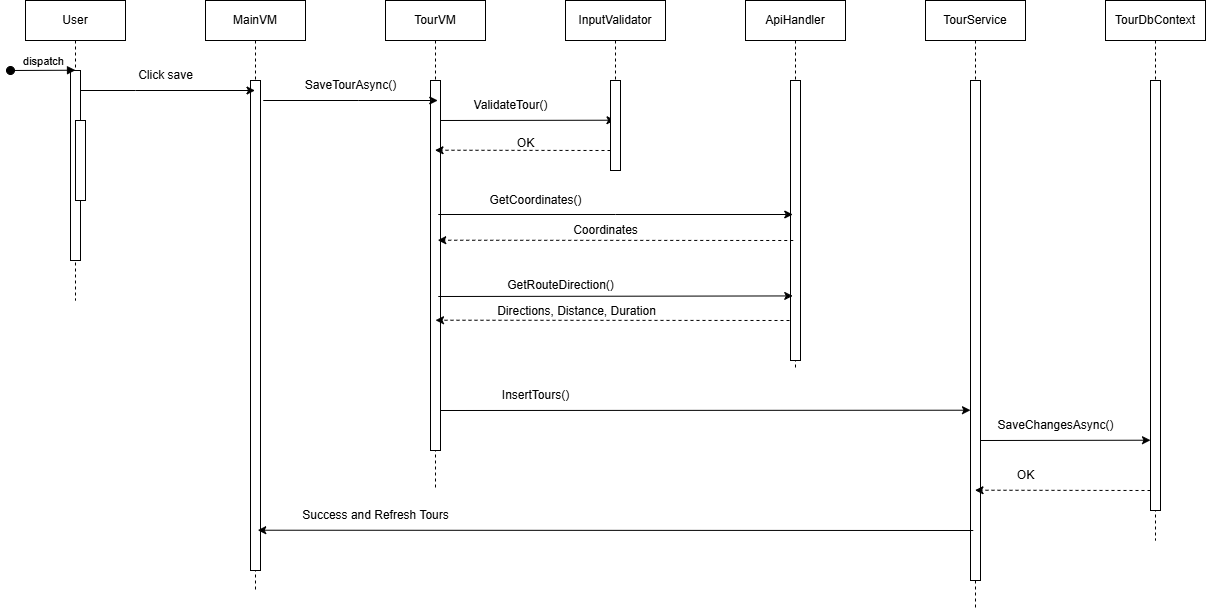 User
MainVM
TourVM
InputValidator
ApiHandler
TourService
TourDbContext
dispatch
Click save
SaveTourAsync()
ValidateTour()
OK
GetCoordinates()
Coordinates
GetRouteDirection()
Directions, Distance, Duration
InsertTours()
SaveChangesAsync()
OK
Success and Refresh Tours